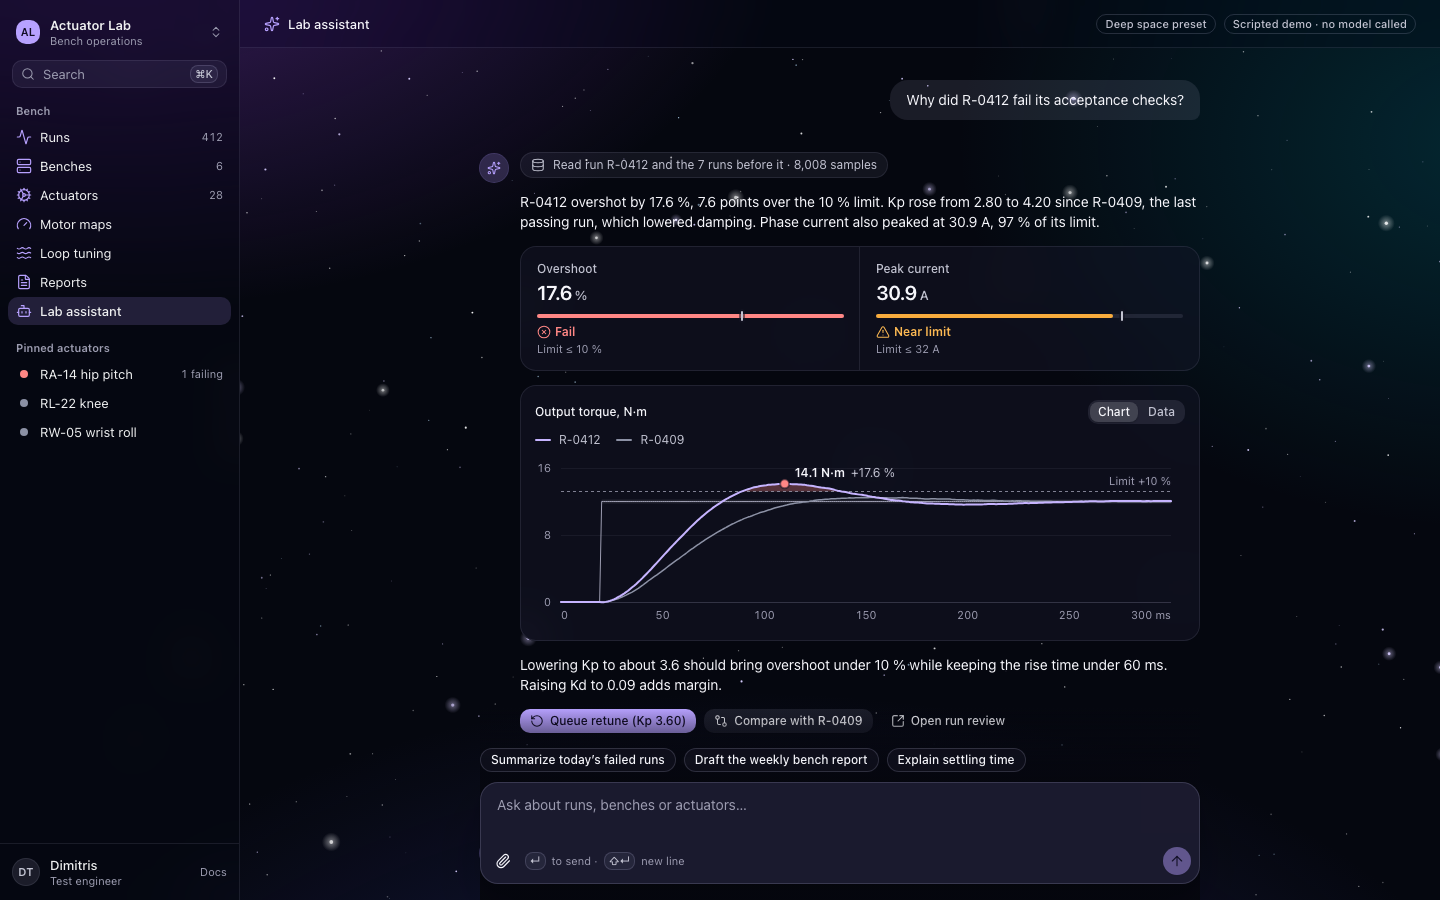 AL
Actuator Lab
Bench operations
Search
⌘K
Bench
Runs 412
Benches 6
Actuators 28
Motor maps
Loop tuning
Reports
Lab assistant
Pinned actuators
RA-14 hip pitch 1 failing
RL-22 knee
RW-05 wrist roll
DT
Dimitris
Test engineer
Docs
Lab assistant
Deep space preset
Scripted demo · no model called
Why did R-0412 fail its acceptance checks?
Read run R-0412 and the 7 runs before it · 8,008 samples
R-0412 overshot by 17.6 %, 7.6 points over the 10 % limit. Kp rose from 2.80 to 4.20 since R-0409, the last
passing run, which lowered damping. Phase current also peaked at 30.9 A, 97 % of its limit.
Overshoot
17.6 %
Fail
Limit ≤ 10 %
Peak current
30.9 A
Near limit
Limit ≤ 32 A
Output torque, N·m
Chart Data
R-0412 R-0409
14.1 N·m +17.6 %
Limit +10 %
16
8
0
0 50 100 150 200 250 300 ms
Lowering Kp to about 3.6 should bring overshoot under 10 % while keeping the rise time under 60 ms.
Raising Kd to 0.09 adds margin.
Queue retune (Kp 3.60) Compare with R-0409 Open run review
Summarize today’s failed runs Draft the weekly bench report Explain settling time
Ask about runs, benches or actuators…
↵ to send · ⇧↵ new line